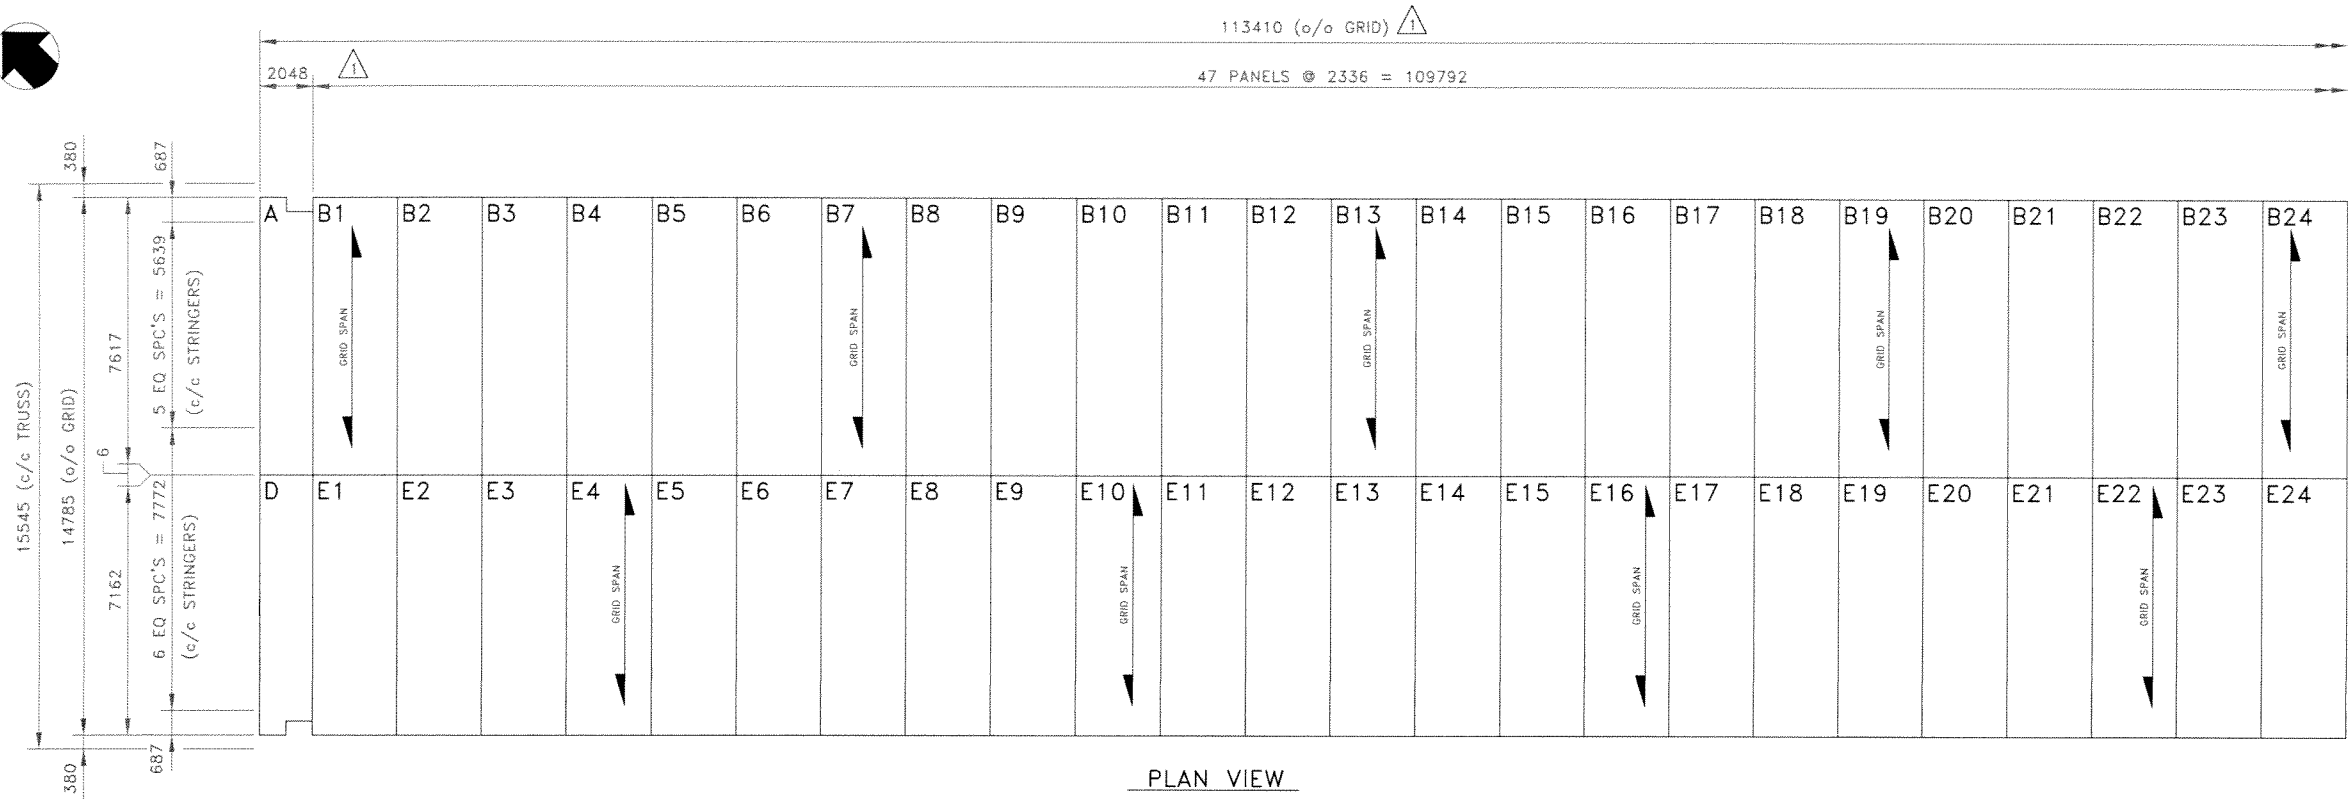 113410 (o/o GRID) 1
2048 1
47 PANELS @ 2336 = 109792
380
687
15545 (c/c TRUSS)
14785 (o/o GRID)
7617
5 EQ SPC'S = 5639
(c/c STRINGERS)
6
7162
6 EQ SPC'S = 7772
(c/c STRINGERS)
380
687
A B1 B2 B3 B4 B5 B6 B7 B8 B9 B10 B11 B12 B13 B14 B15 B16 B17 B18 B19 B20 B21 B22 B23 B24
GRID SPAN GRID SPAN GRID SPAN GRID SPAN GRID SPAN
D E1 E2 E3 E4 E5 E6 E7 E8 E9 E10 E11 E12 E13 E14 E15 E16 E17 E18 E19 E20 E21 E22 E23 E24
GRID SPAN GRID SPAN GRID SPAN GRID SPAN
PLAN VIEW